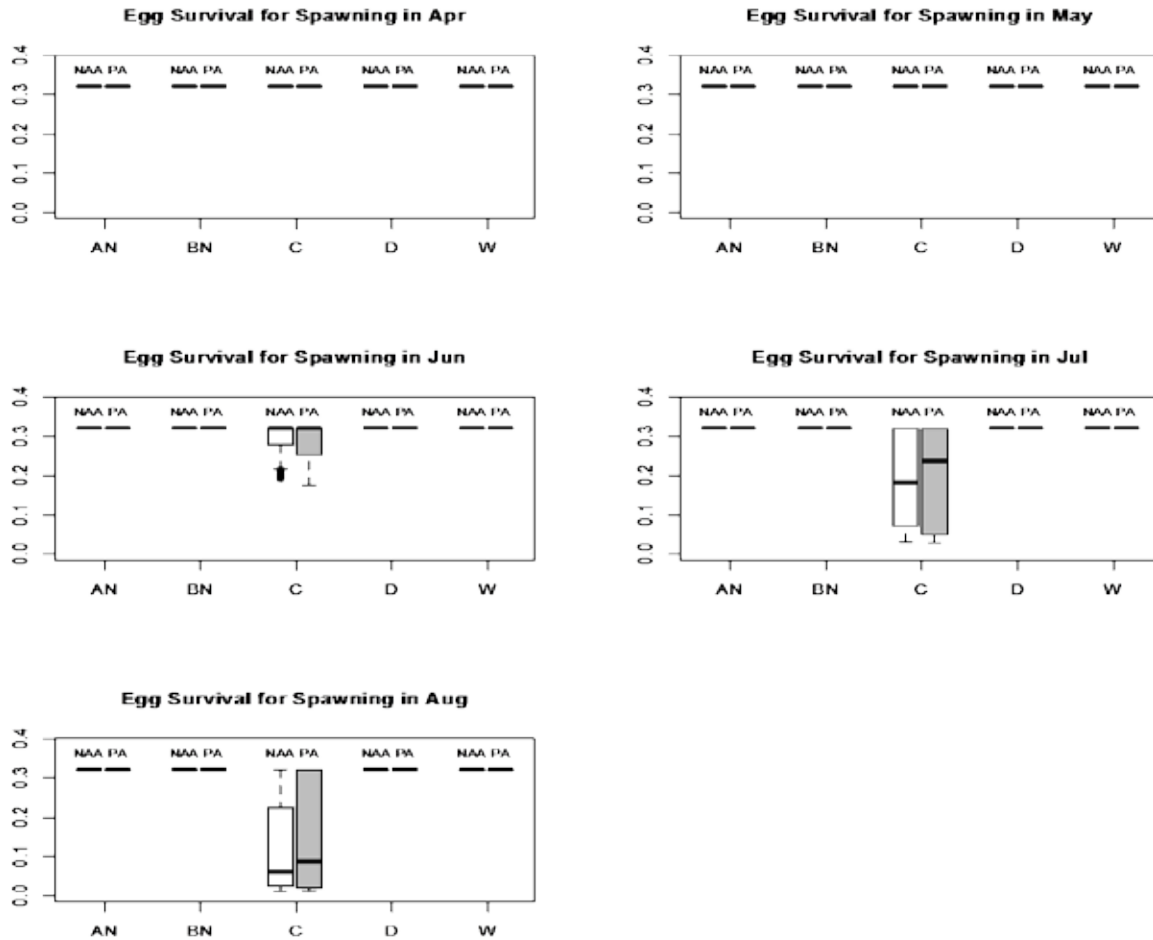 Egg Survival for Spawning in Apr
NAA PA NAA PA NAA PA NAA PA NAA PA
0.4
0.3
0.2
0.1
0.0
AN BN C D W
Egg Survival for Spawning in May
NAA PA NAA PA NAA PA NAA PA NAA PA
0.4
0.3
0.2
0.1
0.0
AN BN C D W
Egg Survival for Spawning in Jun
NAA PA NAA PA NAA PA NAA PA NAA PA
0.4
0.3
0.2
0.1
0.0
AN BN C D W
Egg Survival for Spawning in Jul
NAA PA NAA PA NAA PA NAA PA NAA PA
0.4
0.3
0.2
0.1
0.0
AN BN C D W
Egg Survival for Spawning in Aug
NAA PA NAA PA NAA PA NAA PA NAA PA
0.4
0.3
0.2
0.1
0.0
AN BN C D W